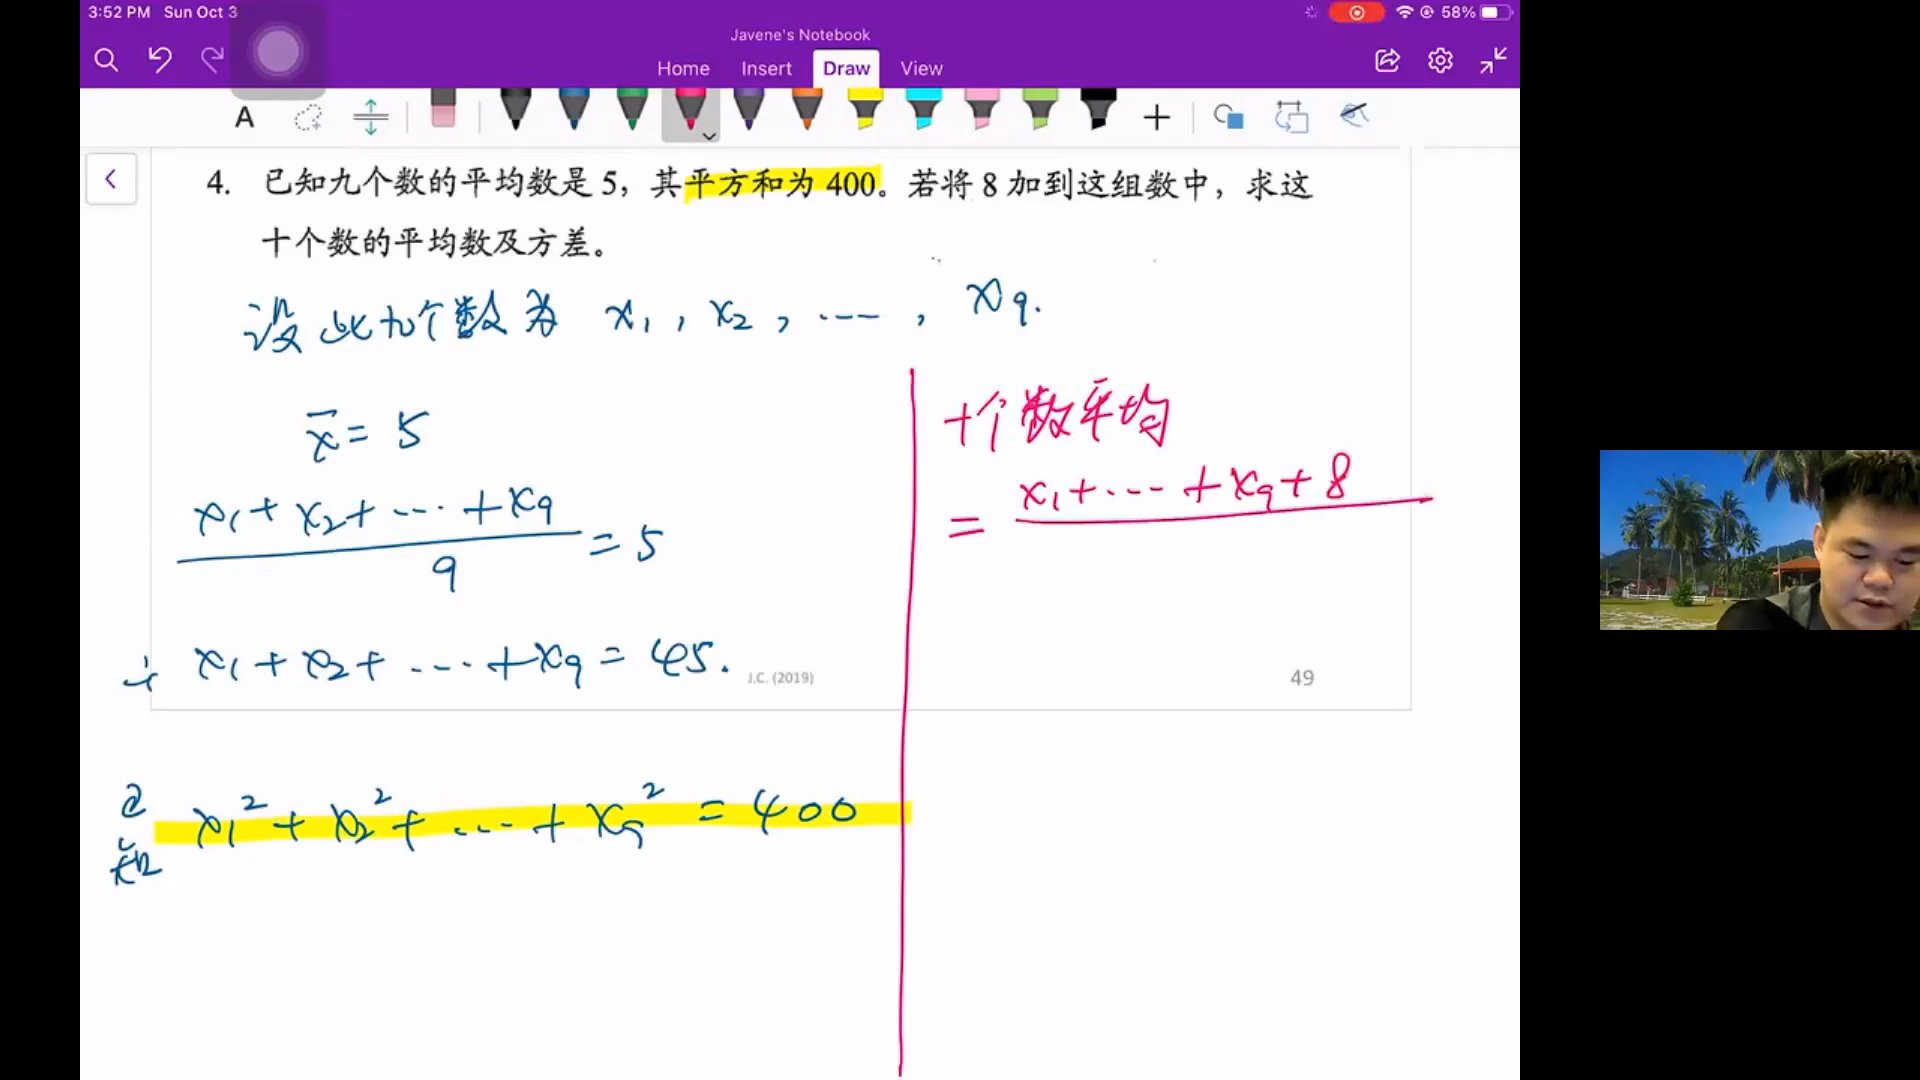 3:52 PM Sun Oct 3
58%
Javene's Notebook
Home Insert Draw View
A
4. 已知九个数的平均数是 5，其平方和为 400。若将 8 加到这组数中，求这
十个数的平均数及方差。
设此九个数为 x₁, x₂, ..., x₉.
x̄ = 5
x₁ + x₂ + ... + x₉
9
= 5
∴ x₁ + x₂ + ... + x₉ = 45.
J.C. (2019)
49
已知 x₁² + x₂² + ... + x₉² = 400
十个数平均
= x₁ + ... + x₉ + 8